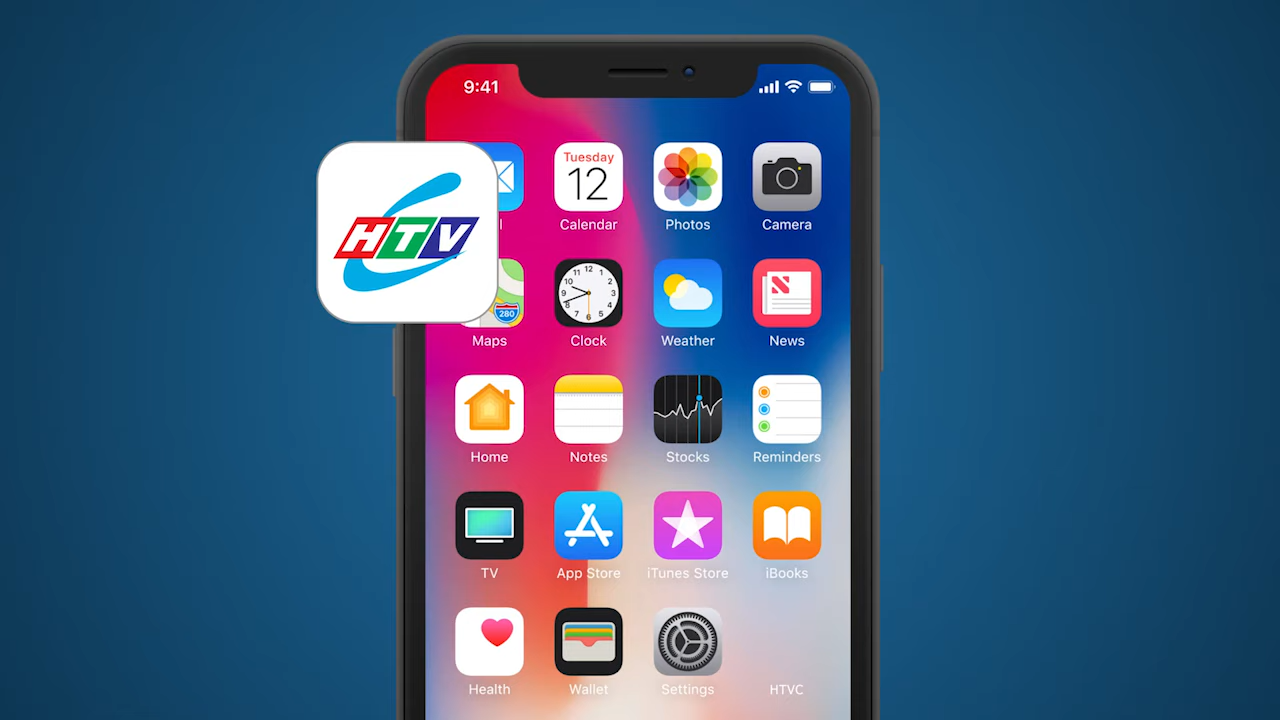 9:41
HTV
Tuesday
12
Calendar
Photos
Camera
280
Maps
Clock
Weather
News
Home
Notes
Stocks
Reminders
TV
App Store
iTunes Store
iBooks
Health
Wallet
Settings
HTVC